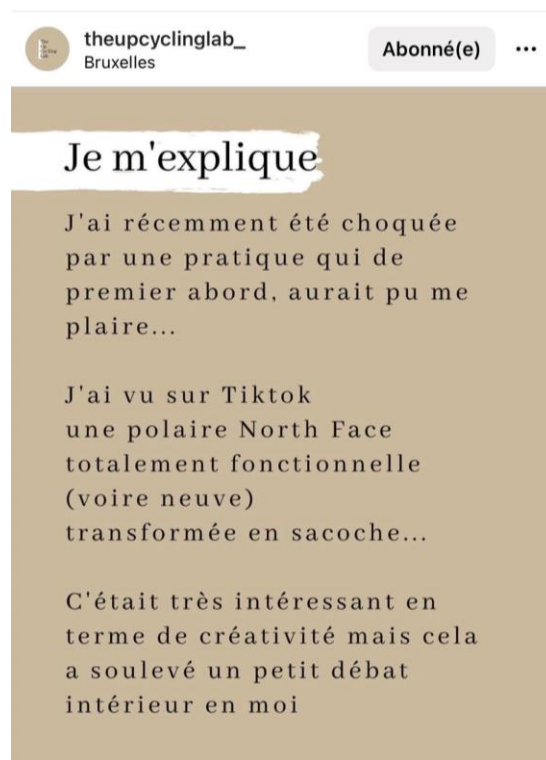 theupcyclinglab_
Bruxelles
Abonné(e)
Je m'explique
J'ai récemment été choquée
par une pratique qui de
premier abord, aurait pu me
plaire...
J'ai vu sur Tiktok
une polaire North Face
totalement fonctionnelle
(voire neuve)
transformée en sacoche...
C'était très intéressant en
terme de créativité mais cela
a soulevé un petit débat
intérieur en moi